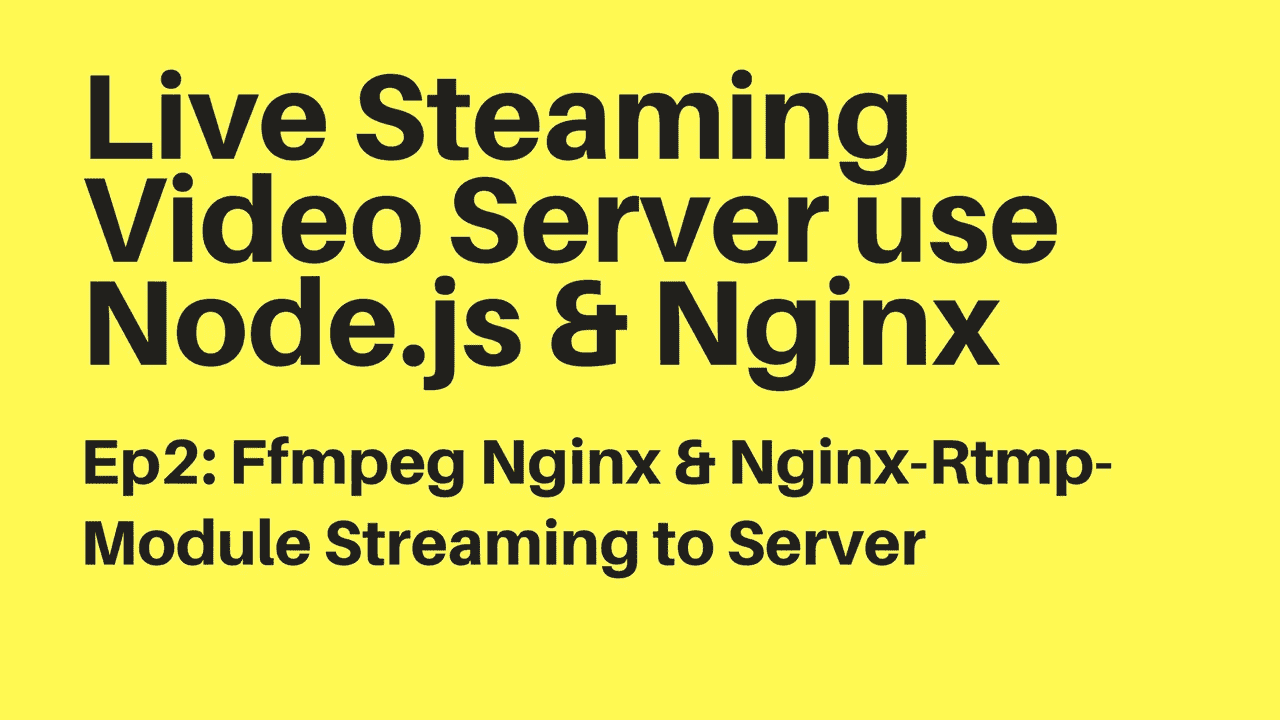 Live Steaming
Video Server use
Node.js & Nginx
Ep2: Ffmpeg Nginx & Nginx-Rtmp-
Module Streaming to Server